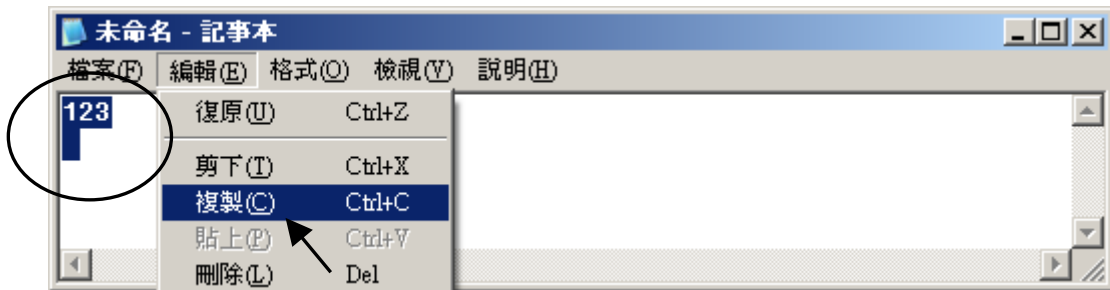 未命名 - 記事本
檔案(F) 編輯(E) 格式(O) 檢視(V) 說明(H)
123
復原(U) Ctrl+Z
剪下(T) Ctrl+X
複製(C) Ctrl+C
貼上(P) Ctrl+V
刪除(L) Del